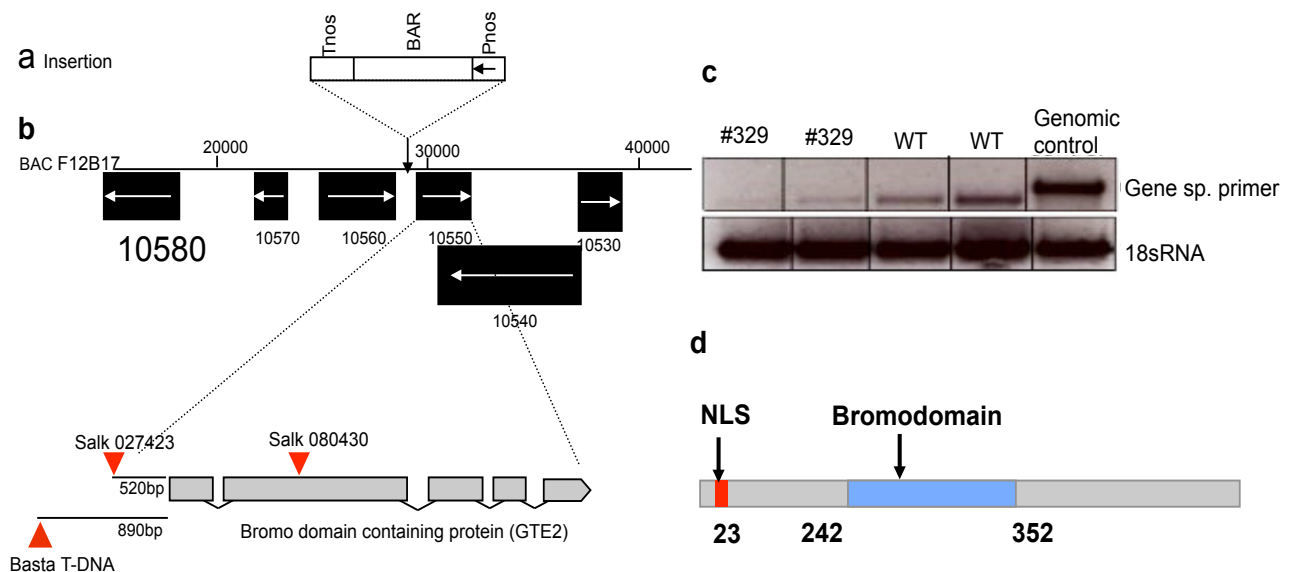 a Insertion
Tnos
BAR
Pnos
b
BAC F12B17
20000
30000
40000
10580
10570
10560
10550
10540
10530
Salk 027423
Salk 080430
520bp
890bp
Bromo domain containing protein (GTE2)
Basta T-DNA
c
#329
#329
WT
WT
Genomic
control
Gene sp. primer
18sRNA
d
NLS
Bromodomain
23
242
352